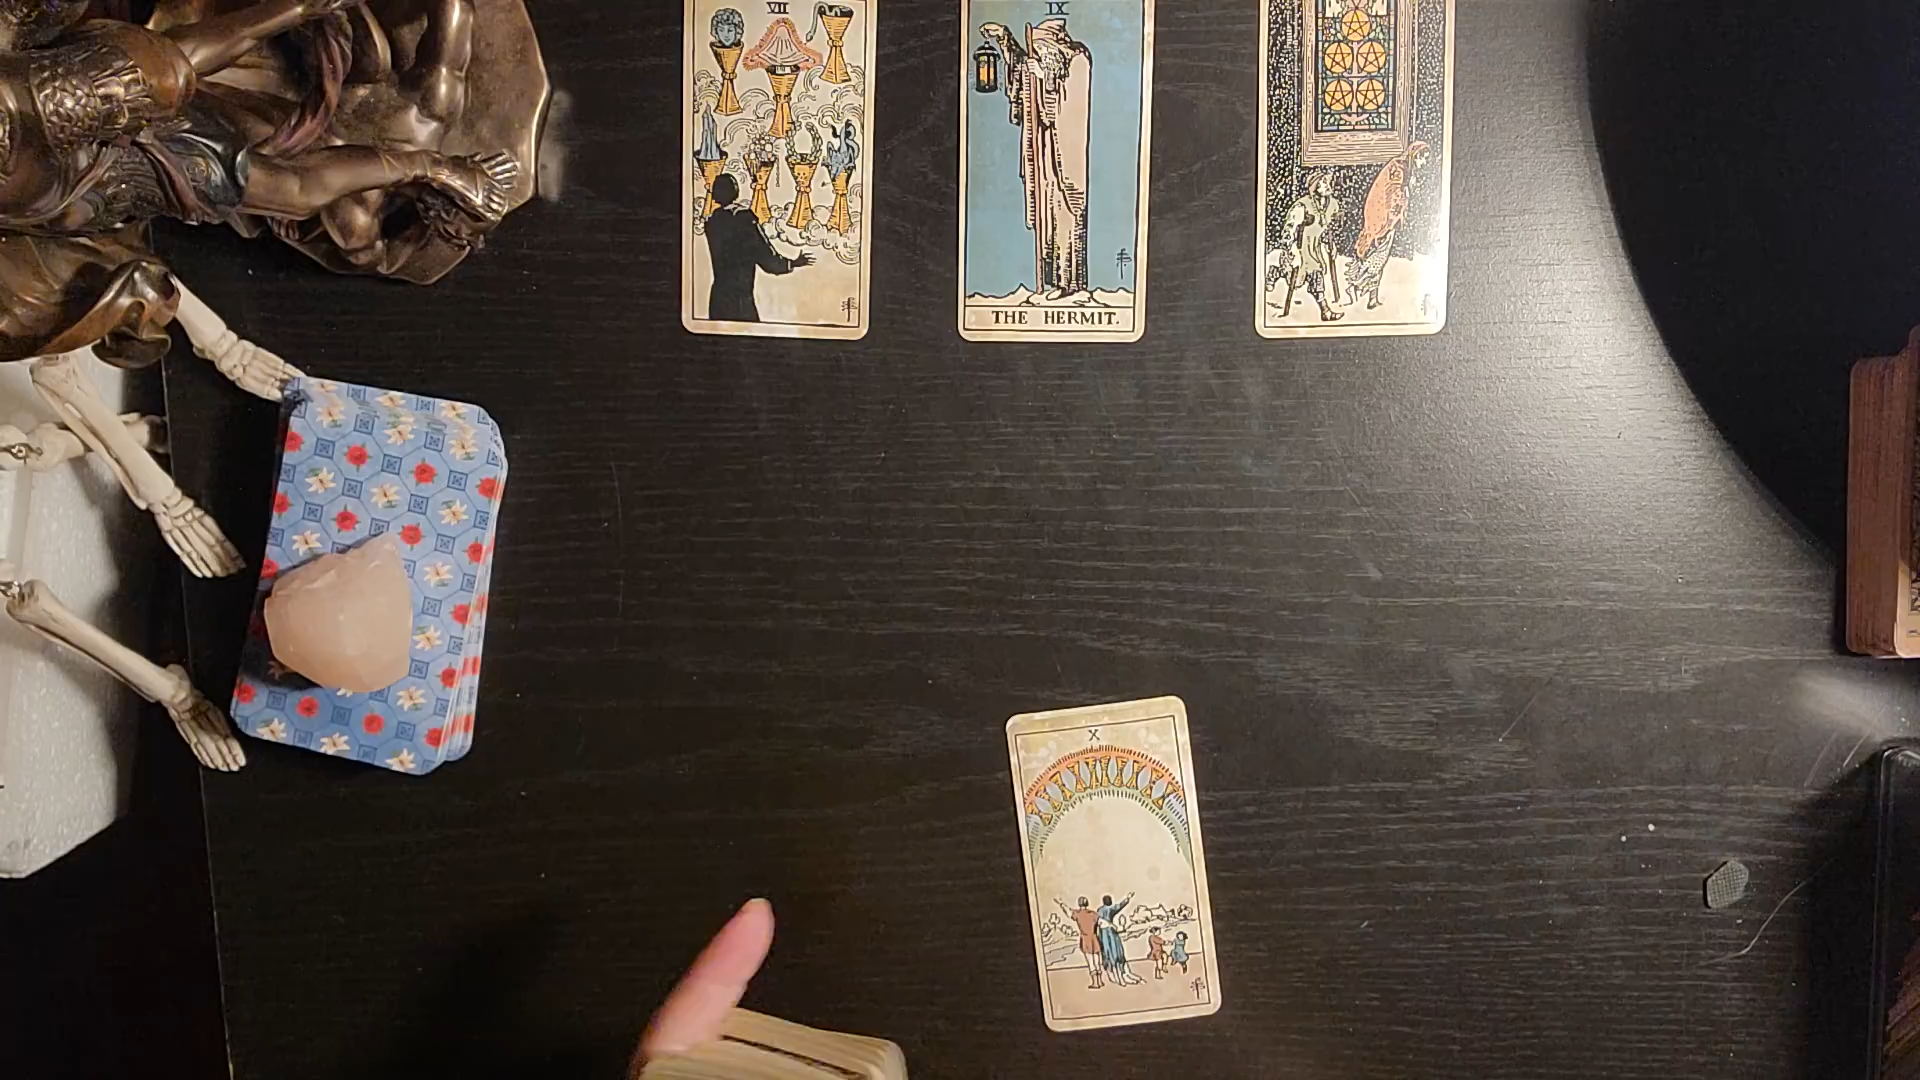 VII
IX
THE HERMIT.
X